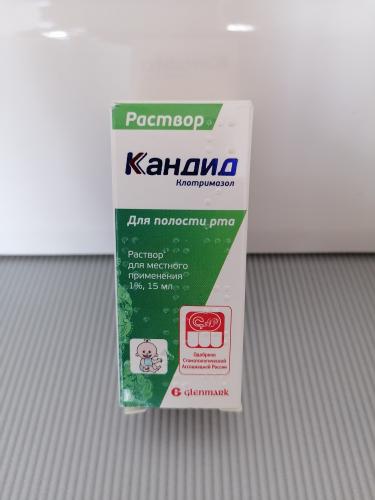 Раствор
Кандид
Клотримазол
Для полости рта
Раствор
для местного
применения
1%, 15 мл
Одобрено
Стоматологической
Ассоциацией России
Glenmark